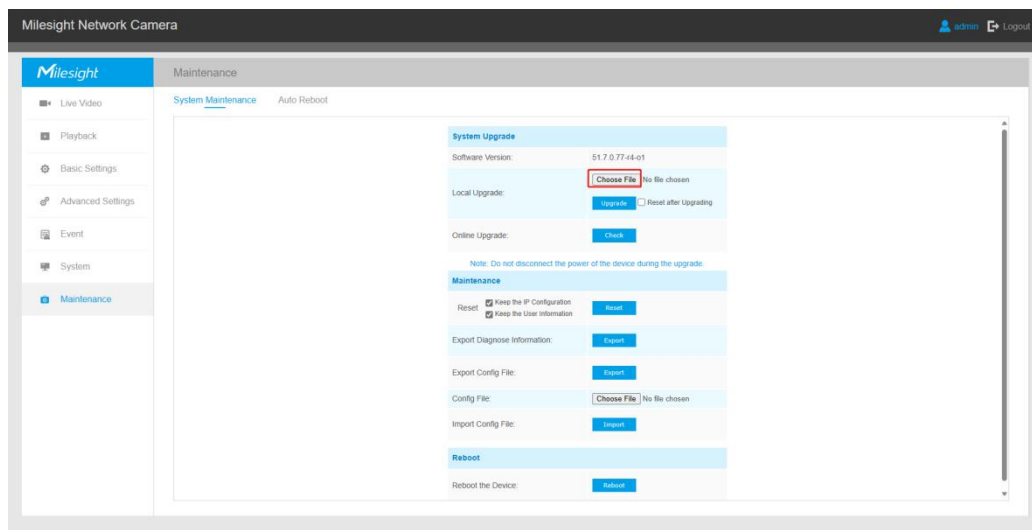 Milesight Network Camera
admin Logout
Milesight
Maintenance
Live Video
System Maintenance Auto Reboot
Playback
Basic Settings
Advanced Settings
Event
System
Maintenance
System Upgrade
Software Version: 51.7.0.77-r4-o1
Local Upgrade:
Choose File No file chosen
Upgrade Reset after Upgrading
Online Upgrade: Check
Note: Do not disconnect the power of the device during the upgrade.
Maintenance
Reset
Keep the IP Configuration
Keep the User Information
Reset
Export Diagnose Information: Export
Export Config File: Export
Config File: Choose File No file chosen
Import Config File: Import
Reboot
Reboot the Device: Reboot